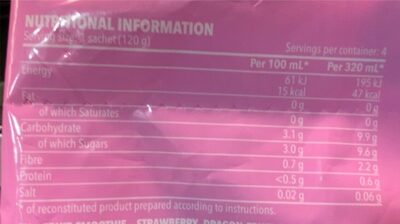 NUTRITIONAL INFORMATION
Serving size: 1 sachet (120 g)
Servings per container: 4
Per 100 mL* Per 320 mL*
Energy 61 kJ 195 kJ
15 kcal 47 kcal
Fat 0 g 0 g
of which Saturates 0 g 0 g
Carbohydrate 3.1 g 9.9 g
of which Sugars 3.0 g 9.6 g
Fibre 0.7 g 2.2 g
Protein <0.5 g 0.6 g
Salt 0.02 g 0.06 g
* of reconstituted product prepared according to instructions.
SMOOTHIE - STRAWBERRY, DRAGON